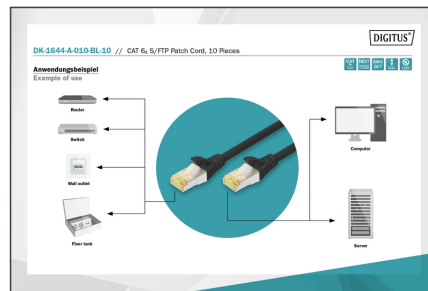 DIGITUS®
DK-1644-A-010-BL-10 // CAT 6A S/FTP Patch Cord, 10 Pieces
Anwendungsbeispiel
Example of use
CAT
Router
Switch
Wall outlet
Floor tank
Computer
Server